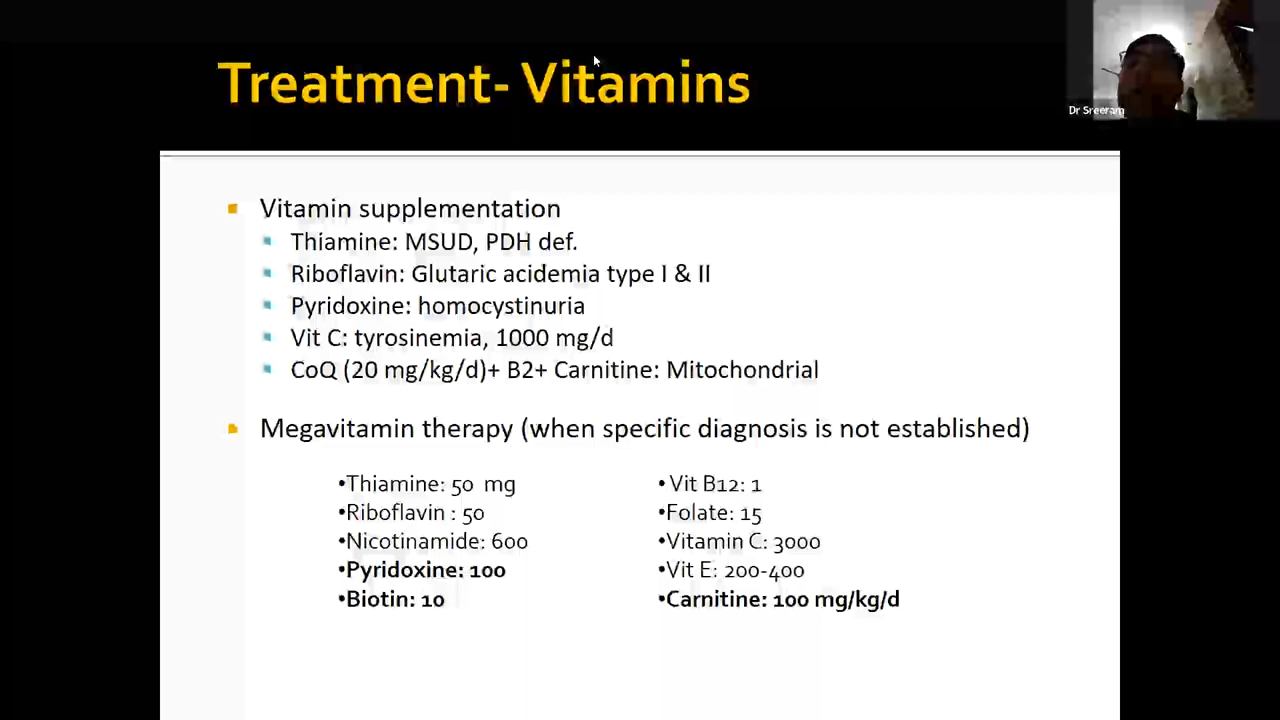 Treatment- Vitamins
Dr Sreeram
Vitamin supplementation
Thiamine: MSUD, PDH def.
Riboflavin: Glutaric acidemia type I & II
Pyridoxine: homocystinuria
Vit C: tyrosinemia, 1000 mg/d
CoQ (20 mg/kg/d)+ B2+ Carnitine: Mitochondrial
Megavitamin therapy (when specific diagnosis is not established)
•Thiamine: 50 mg
•Riboflavin : 50
•Nicotinamide: 600
•Pyridoxine: 100
•Biotin: 10
• Vit B12: 1
•Folate: 15
•Vitamin C: 3000
•Vit E: 200-400
•Carnitine: 100 mg/kg/d